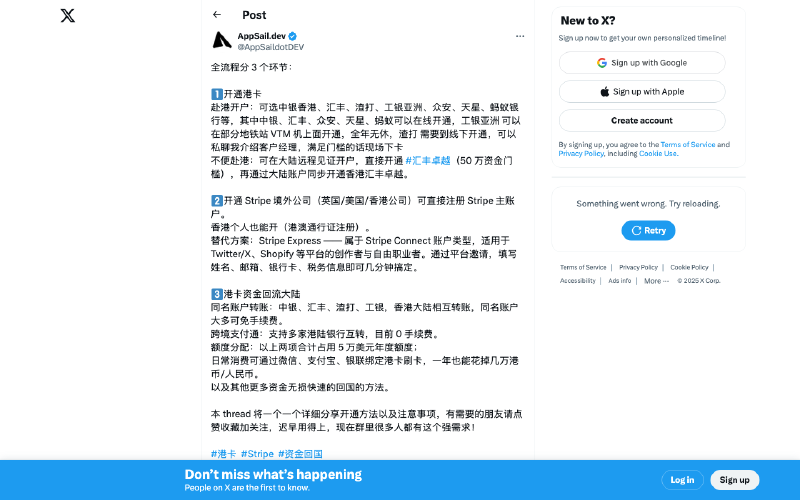 Post
AppSail.dev
@AppSaildotDEV
全流程分 3 个环节：
1 开通港卡
赴港开户：可选中银香港、汇丰、渣打、工银亚洲、众安、天星、蚂蚁银
行等，其中中银、汇丰、众安、天星、蚂蚁可以在线开通，工银亚洲 可以
在部分地铁站 VTM 机上面开通，全年无休，渣打 需要到线下开通，可以
私聊我介绍客户经理，满足门槛的话现场下卡
不便赴港：可在大陆远程见证开户，直接开通 #汇丰卓越（50 万资金门
槛），再通过大陆账户同步开通香港汇丰卓越。
2 开通 Stripe 境外公司（英国/美国/香港公司）可直接注册 Stripe 主账
户。
香港个人也能开（港澳通行证注册）。
替代方案：Stripe Express —— 属于 Stripe Connect 账户类型，适用于
Twitter/X、Shopify 等平台的创作者与自由职业者。通过平台邀请，填写
姓名、邮箱、银行卡、税务信息即可几分钟搞定。
3 港卡资金回流大陆
同名账户转账：中银、汇丰、渣打、工银，香港大陆相互转账，同名账户
大多可免手续费。
跨境支付通：支持多家港陆银行互转，目前 0 手续费。
额度分配：以上两项合计占用 5 万美元年度额度；
日常消费可通过微信、支付宝、银联绑定港卡刷卡，一年也能花掉几万港
币/人民币。
以及其他更多资金无损快速的回国的方法。
本 thread 将一个一个详细分享开通方法以及注意事项，有需要的朋友请点
赞收藏加关注，迟早用得上，现在群里很多人都有这个强需求！
#港卡 #Stripe #资金回国
New to X?
Sign up now to get your own personalized timeline!
Sign up with Google
Sign up with Apple
Create account
By signing up, you agree to the Terms of Service and
Privacy Policy, including Cookie Use.
Something went wrong. Try reloading.
Retry
Terms of Service | Privacy Policy | Cookie Policy |
Accessibility | Ads info | More ··· © 2025 X Corp.
Don’t miss what’s happening
People on X are the first to know.
Log in
Sign up